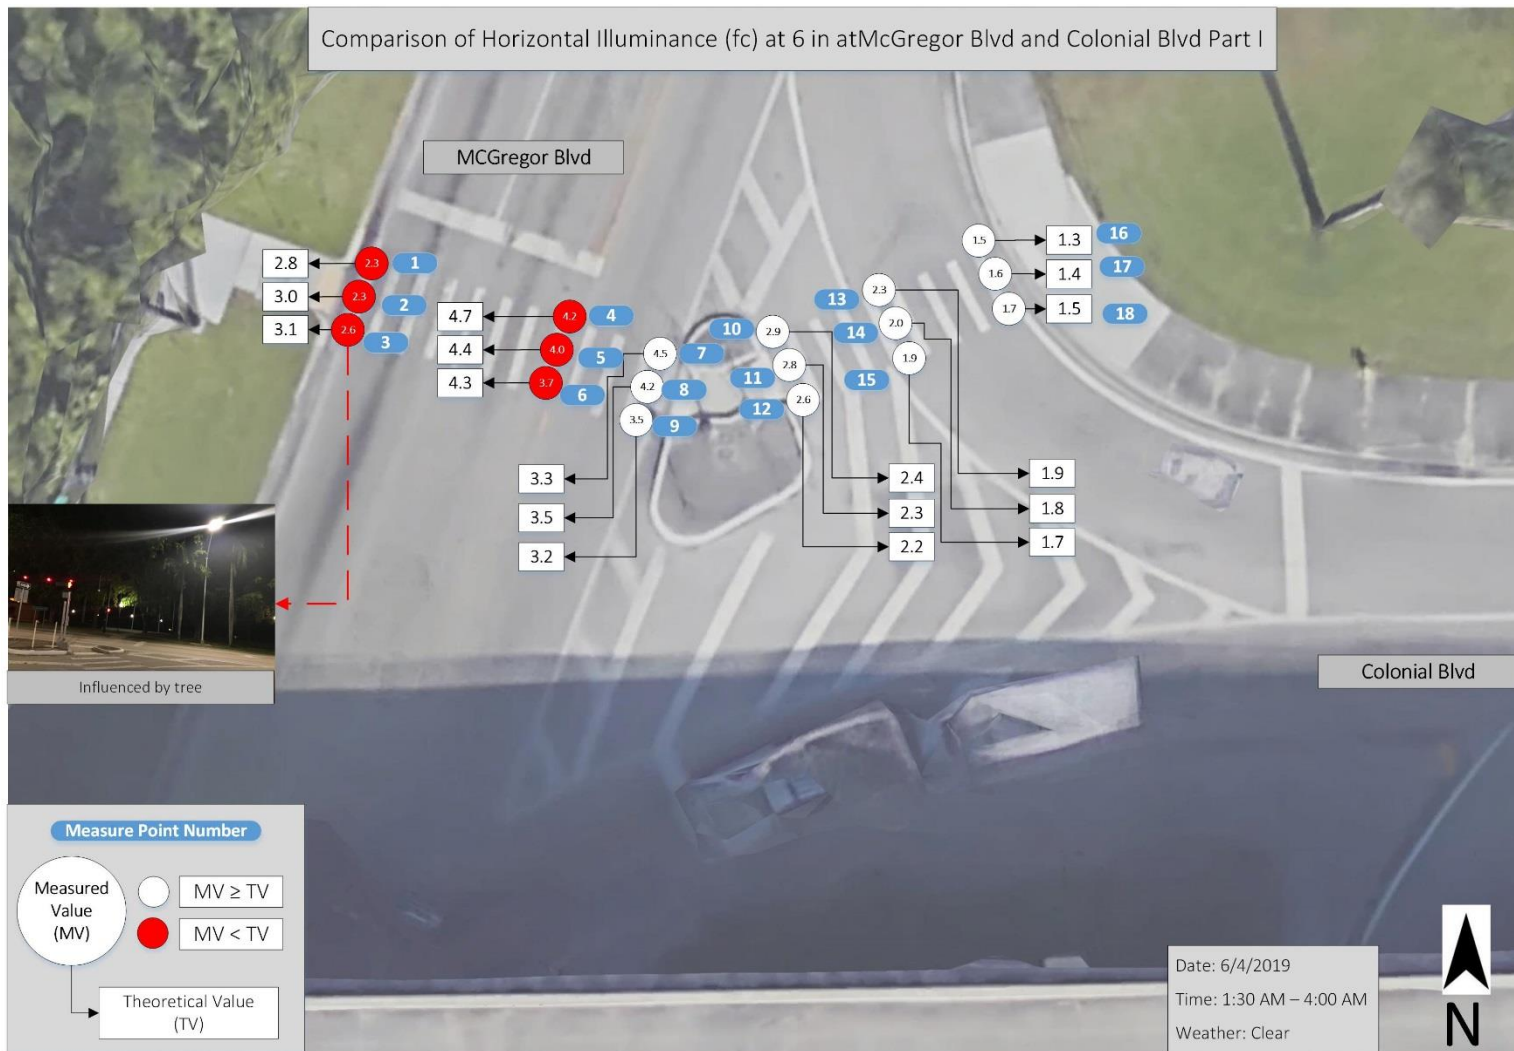 Comparison of Horizontal Illuminance (fc) at 6 in atMcGregor Blvd and Colonial Blvd Part I
MCGregor Blvd
2.8 2.3 1
3.0 2.3 2
3.1 2.6 3
4.7 4.2 4
4.4 4.0 5
4.3 3.7 6
4.5 7
4.2 8
3.5 9
3.3
3.5
3.2
10 2.9
11 2.8
12 2.6
2.4
2.3
2.2
13 2.3
14 2.0
15 1.9
1.9
1.8
1.7
1.5 1.3 16
1.6 1.4 17
1.7 1.5 18
Influenced by tree
Colonial Blvd
Measure Point Number
Measured
Value
(MV)
MV ≥ TV
MV < TV
Theoretical Value
(TV)
Date: 6/4/2019
Time: 1:30 AM – 4:00 AM
Weather: Clear
N